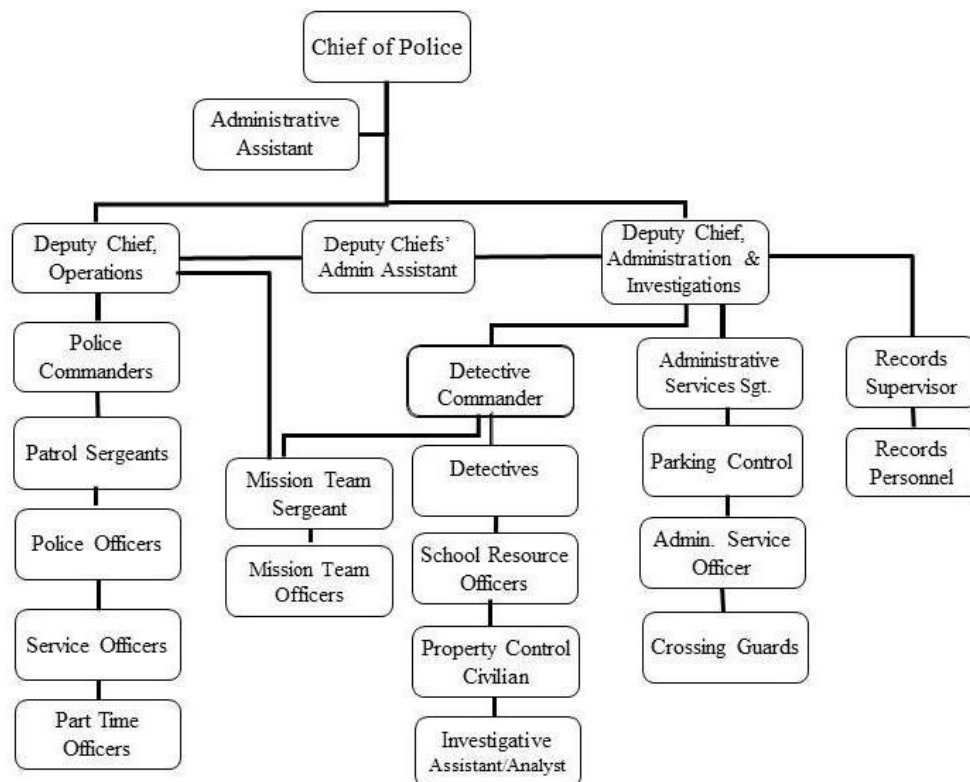 Chief of Police
Administrative
Assistant
Deputy Chief,
Operations
Deputy Chiefs’
Admin Assistant
Deputy Chief,
Administration &
Investigations
Police
Commanders
Detective
Commander
Administrative
Services Sgt.
Records
Supervisor
Patrol Sergeants
Mission Team
Sergeant
Detectives
Parking Control
Records
Personnel
Police Officers
Mission Team
Officers
School Resource
Officers
Admin. Service
Officer
Service Officers
Property Control
Civilian
Crossing Guards
Part Time
Officers
Investigative
Assistant/Analyst